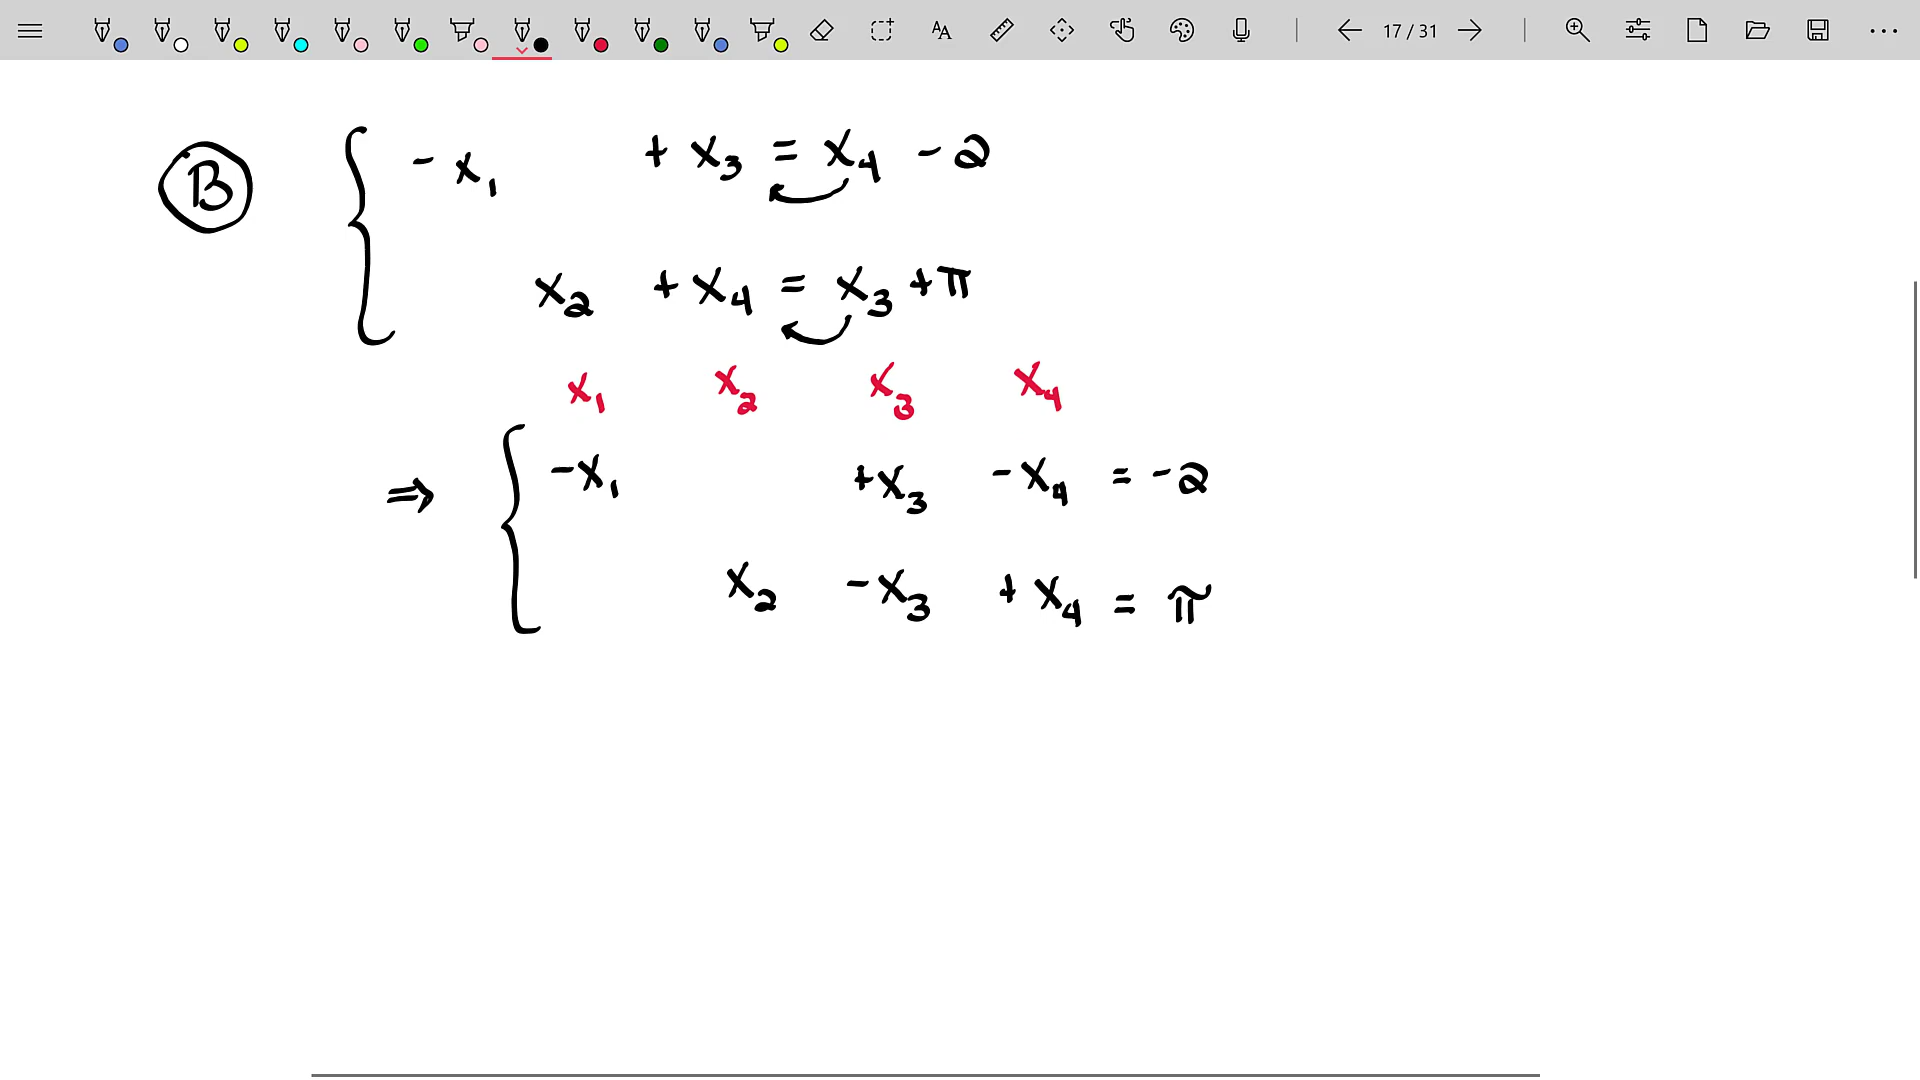 17 / 31
B { -x₁ + x₃ = x₄ - 2
x₂ + x₄ = x₃ + π
x₁ x₂ x₃ x₄
⇒ { -x₁ +x₃ -x₄ = -2
x₂ -x₃ +x₄ = π